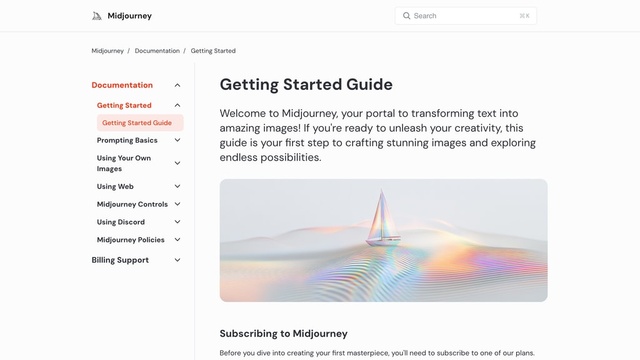 Midjourney
Search
⌘K
Midjourney / Documentation / Getting Started
Documentation
Getting Started
Getting Started Guide
Prompting Basics
Using Your Own
Images
Using Web
Midjourney Controls
Using Discord
Midjourney Policies
Billing Support
Getting Started Guide
Welcome to Midjourney, your portal to transforming text into
amazing images! If you're ready to unleash your creativity, this
guide is your first step to crafting stunning images and exploring
endless possibilities.
Subscribing to Midjourney
Before you dive into creating your first masterpiece, you'll need to subscribe to one of our plans.